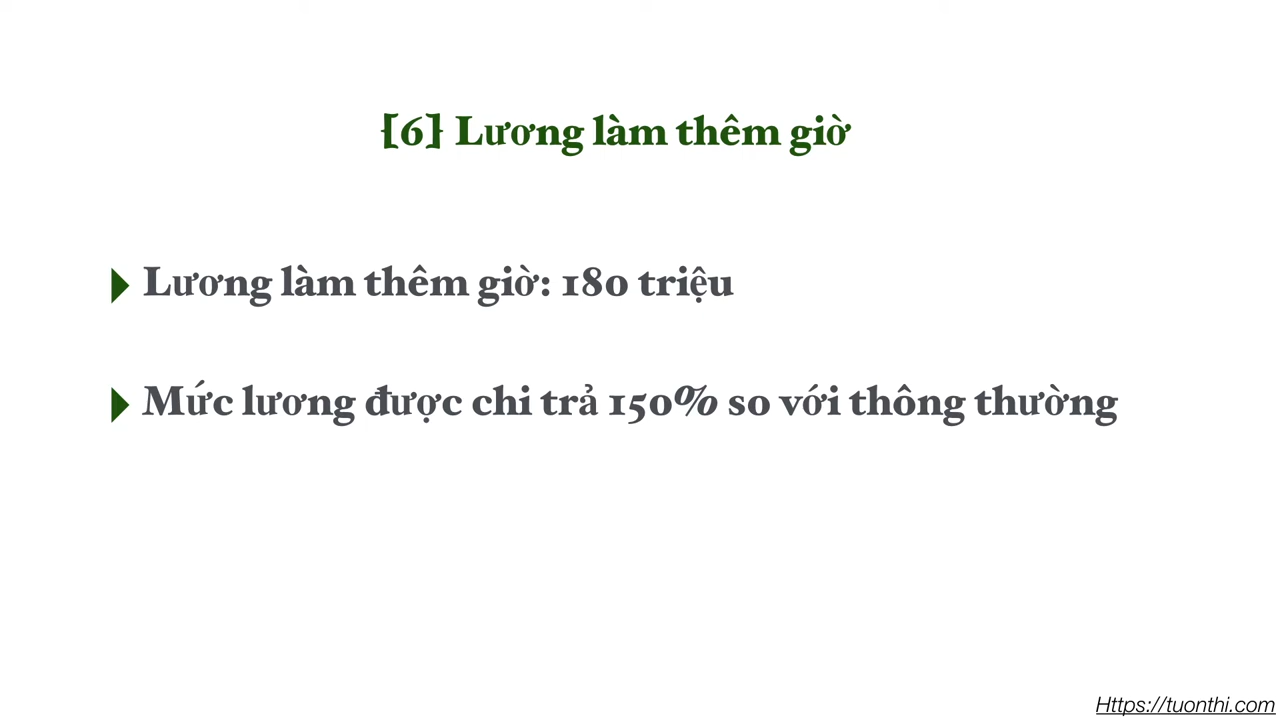 {6} Lương làm thêm giờ
Lương làm thêm giờ: 180 triệu
Mức lương được chi trả 150% so với thông thường
Https://tuonthi.com